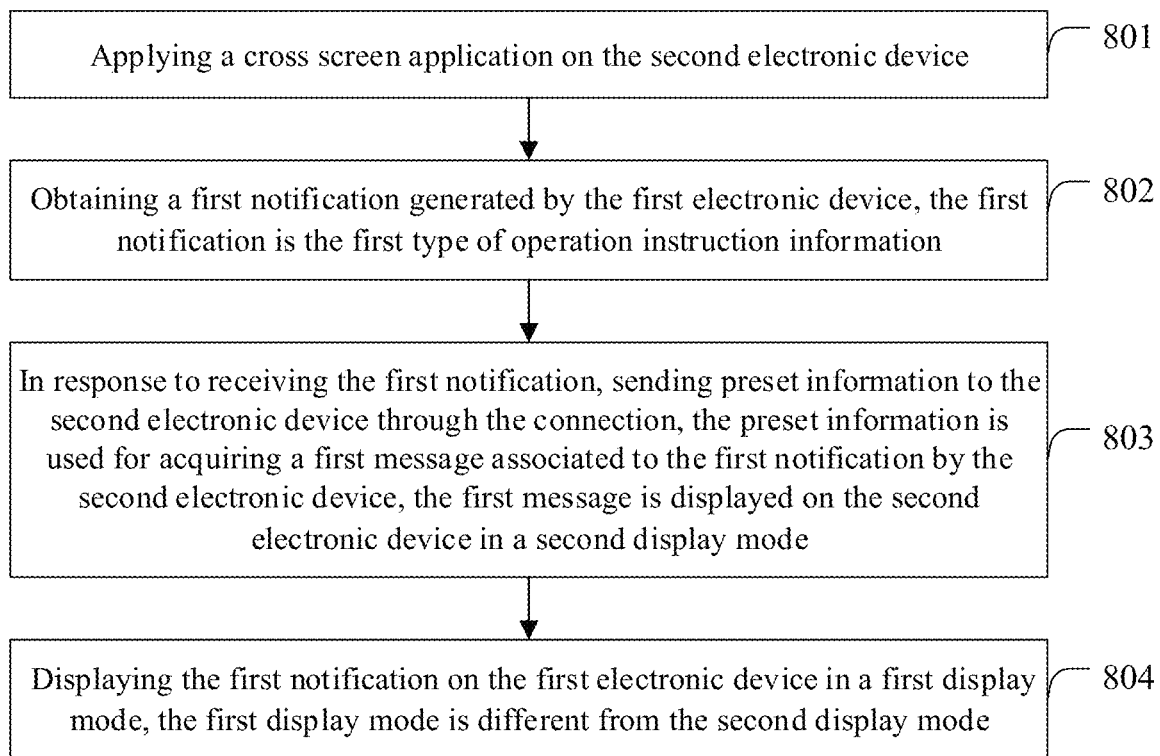 Applying a cross screen application on the second electronic device
801
Obtaining a first notification generated by the first electronic device, the first
notification is the first type of operation instruction information
802
In response to receiving the first notification, sending preset information to the
second electronic device through the connection, the preset information is
used for acquiring a first message associated to the first notification by the
second electronic device, the first message is displayed on the second
electronic device in a second display mode
803
Displaying the first notification on the first electronic device in a first display
mode, the first display mode is different from the second display mode
804